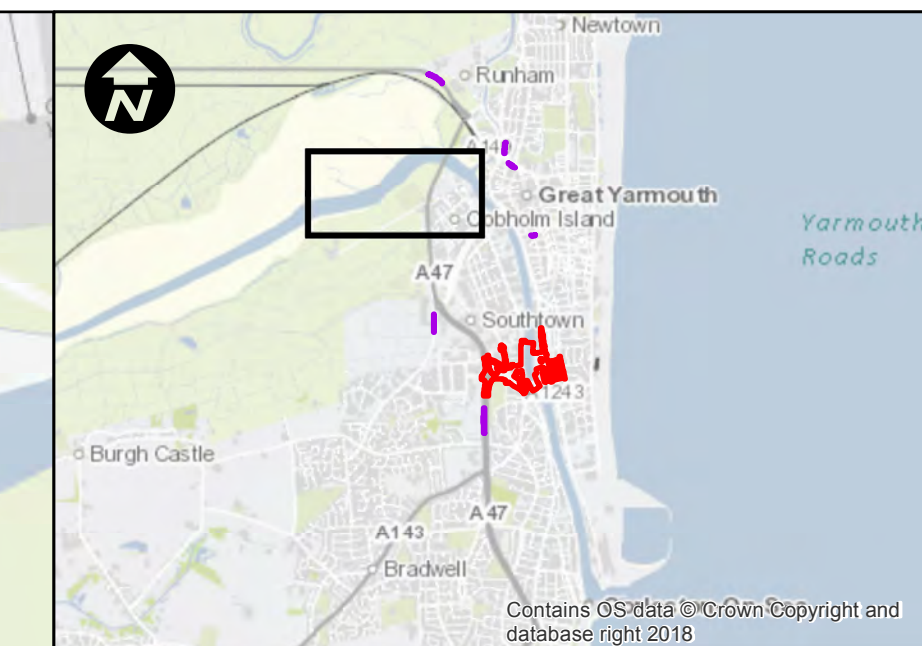 Newtown
N
Runham
Great Yarmouth
Cobholm Island
Yarmouth
Roads
A47
Southtown
A1243
Burgh Castle
A47
A143
Bradwell
Contains OS data © Crown Copyright and
database right 2018